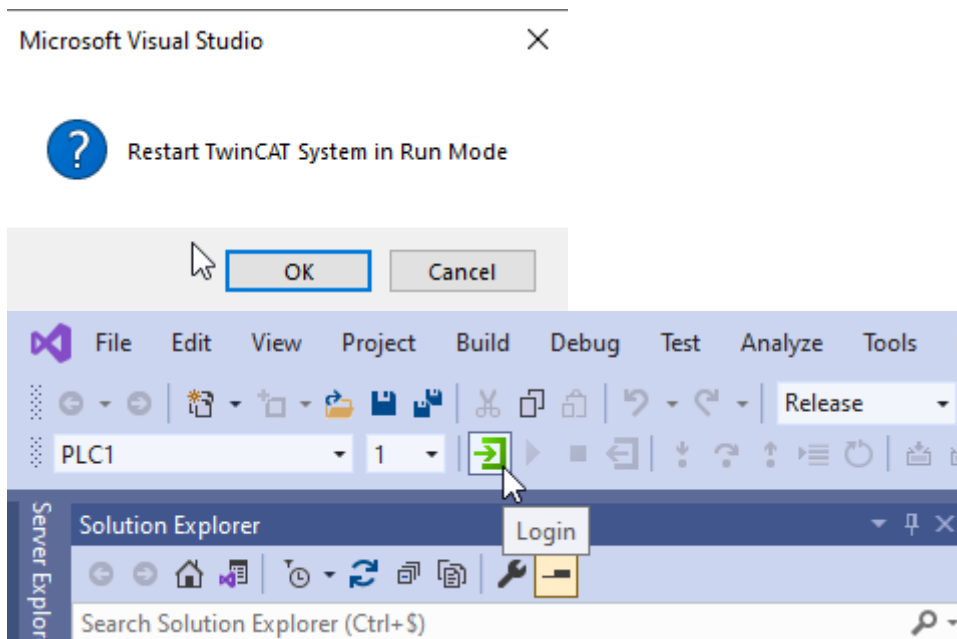 Microsoft Visual Studio
Restart TwinCAT System in Run Mode
OK Cancel
File Edit View Project Build Debug Test Analyze Tools
Release
PLC1 1
Solution Explorer
Login
Server Explor
Search Solution Explorer (Ctrl+$)